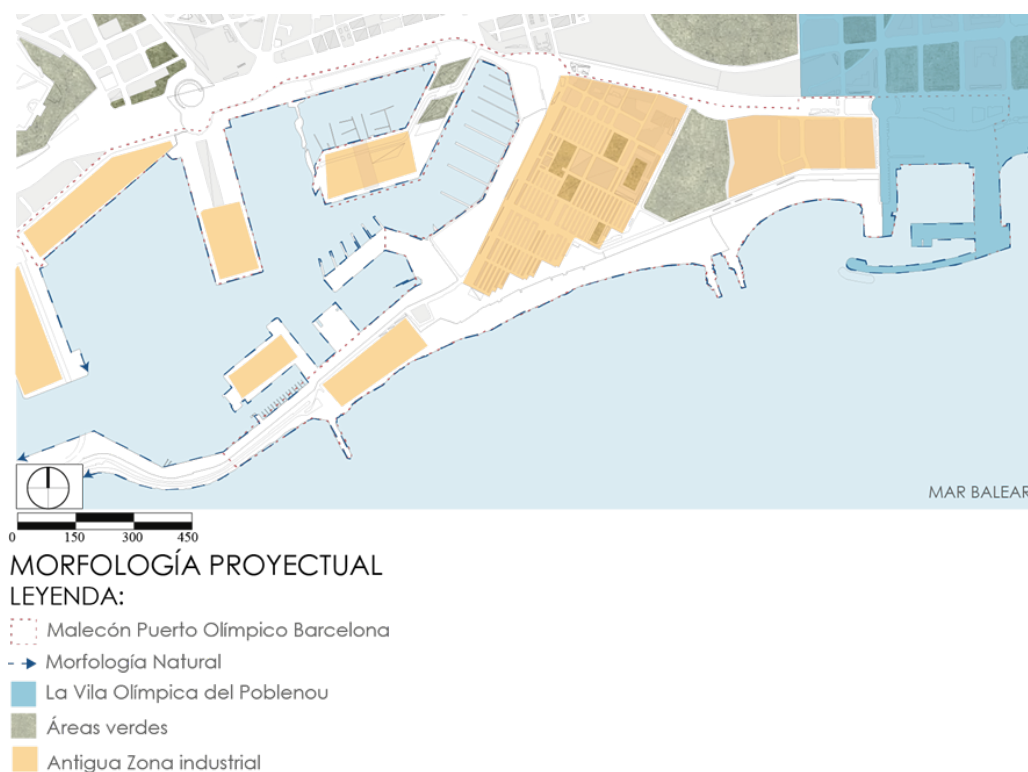 MAR BALEAR
0 150 300 450
MORFOLOGÍA PROYECTUAL
LEYENDA:
Malecón Puerto Olímpico Barcelona
Morfología Natural
La Vila Olímpica del Poblenou
Áreas verdes
Antigua Zona industrial